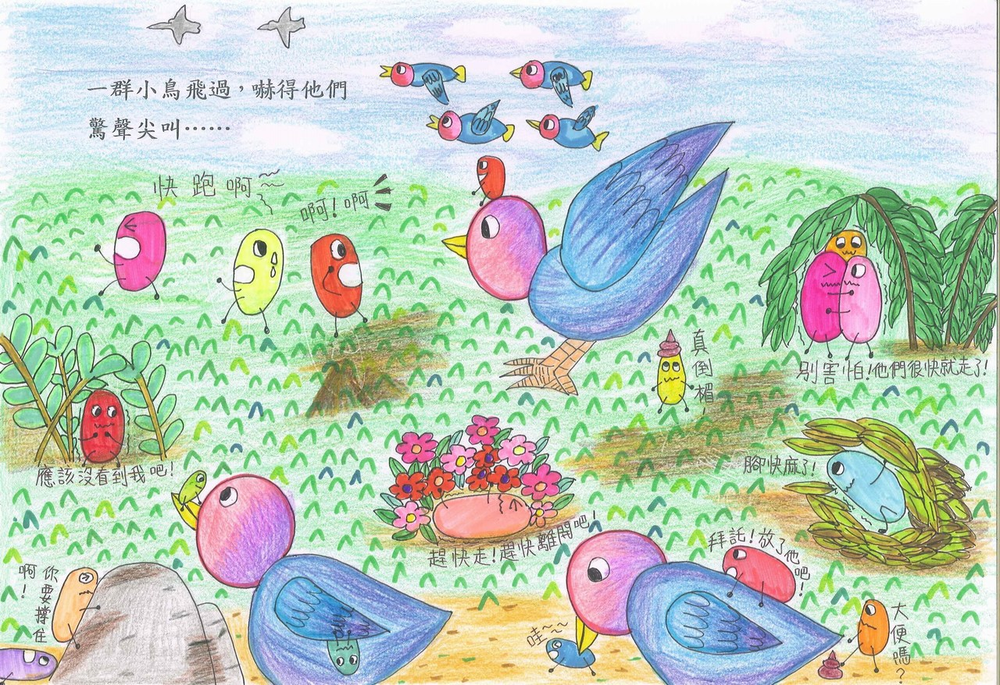 一群小鳥飛過，嚇得他們
驚聲尖叫……
快跑啊
啊!啊
真倒楣!
別害怕!他們很快就走了!
應該沒看到我吧!
腳快麻了!
趕快走!趕快離開吧!
拜託!放了他吧!
你要撐住
啊!
哇~~
大便嗎?